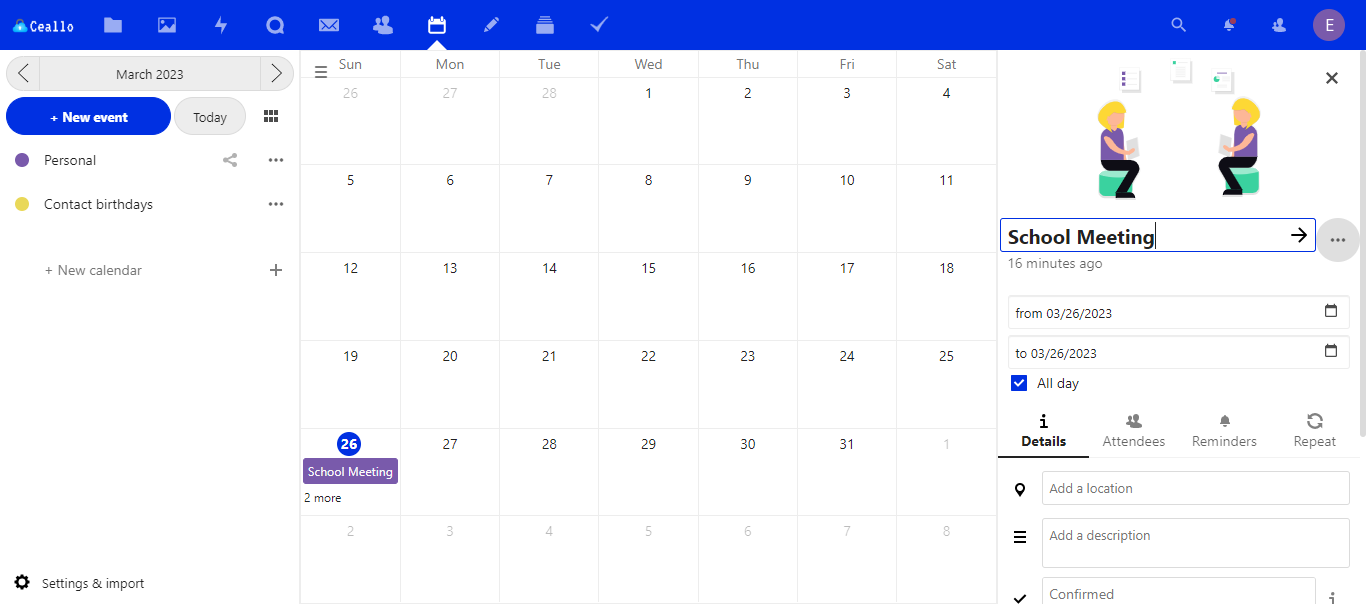 Ceallo
E
March 2023
+ New event
Today
Personal
Contact birthdays
+ New calendar
Settings & import
Sun Mon Tue Wed Thu Fri Sat
26 27 28 1 2 3 4
5 6 7 8 9 10 11
12 13 14 15 16 17 18
19 20 21 22 23 24 25
26 27 28 29 30 31 1
School Meeting
2 more
2 3 4 5 6 7 8
School Meeting
16 minutes ago
from 03/26/2023
to 03/26/2023
All day
Details Attendees Reminders Repeat
Add a location
Add a description
Confirmed